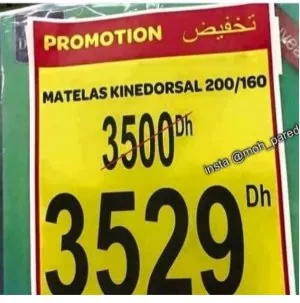 PROMOTION تخفيض
MATELAS KINEDORSAL 200/160
3500 Dh
3529 Dh
insta @moh_pared